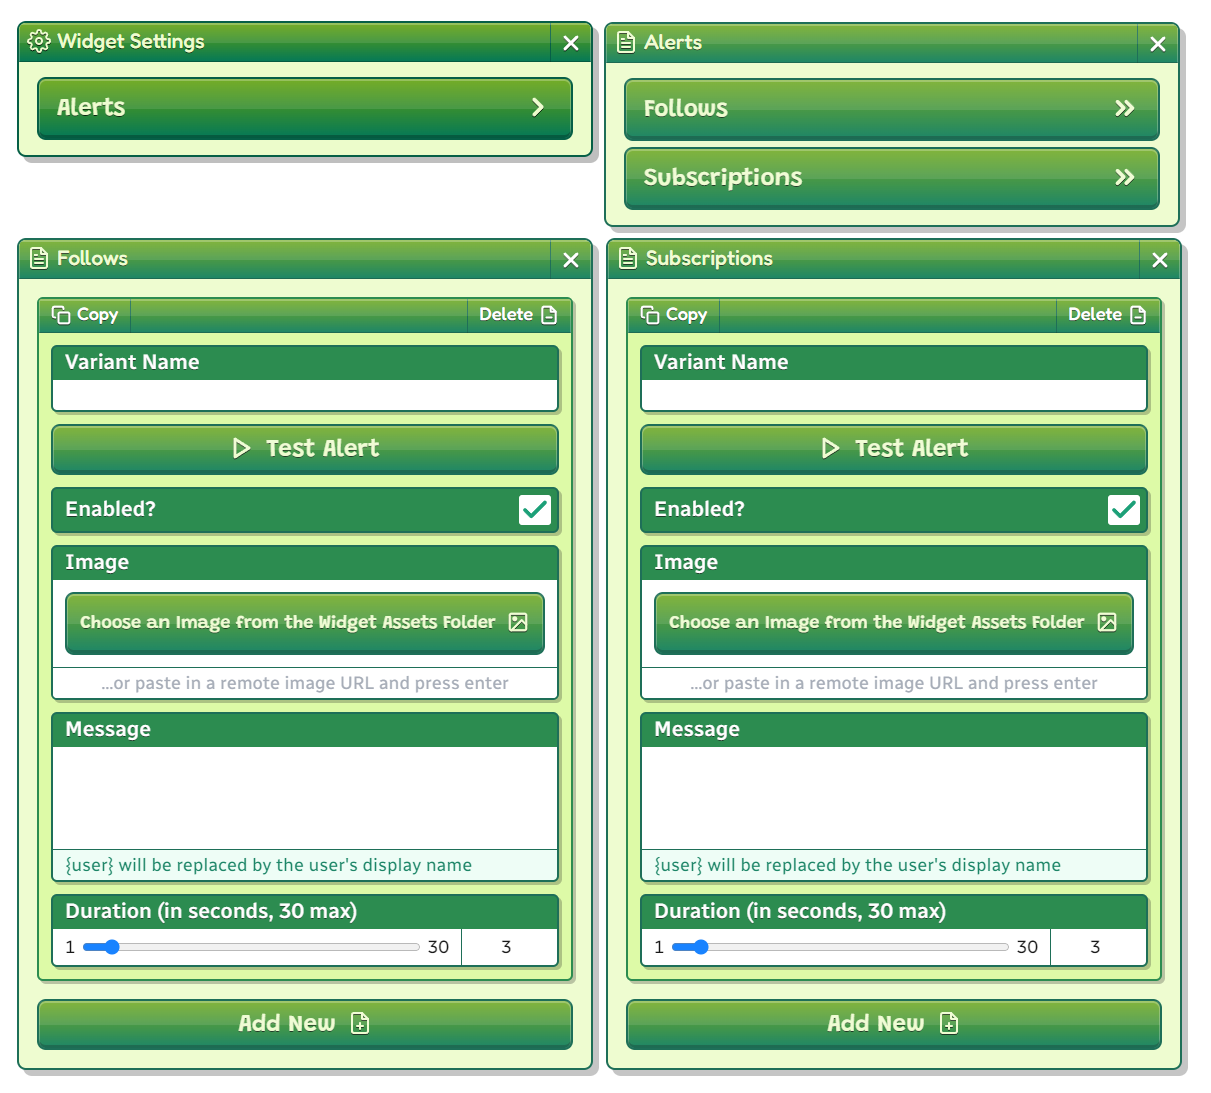 Widget Settings
Alerts
Alerts
Follows
Subscriptions
Follows
Copy
Delete
Variant Name
Test Alert
Enabled?
Image
Choose an Image from the Widget Assets Folder
...or paste in a remote image URL and press enter
Message
{user} will be replaced by the user's display name
Duration (in seconds, 30 max)
1 30 3
Add New
Subscriptions
Copy
Delete
Variant Name
Test Alert
Enabled?
Image
Choose an Image from the Widget Assets Folder
...or paste in a remote image URL and press enter
Message
{user} will be replaced by the user's display name
Duration (in seconds, 30 max)
1 30 3
Add New